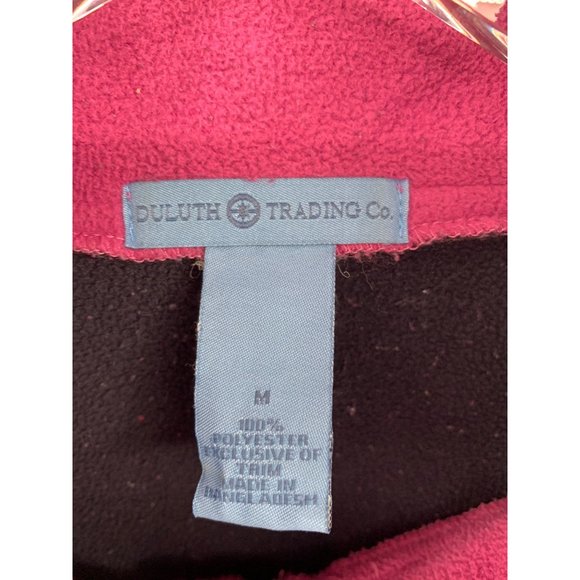 DULUTH TRADING Co.
M
100%
POLYESTER
EXCLUSIVE OF
TRIM
MADE IN
BANGLADESH